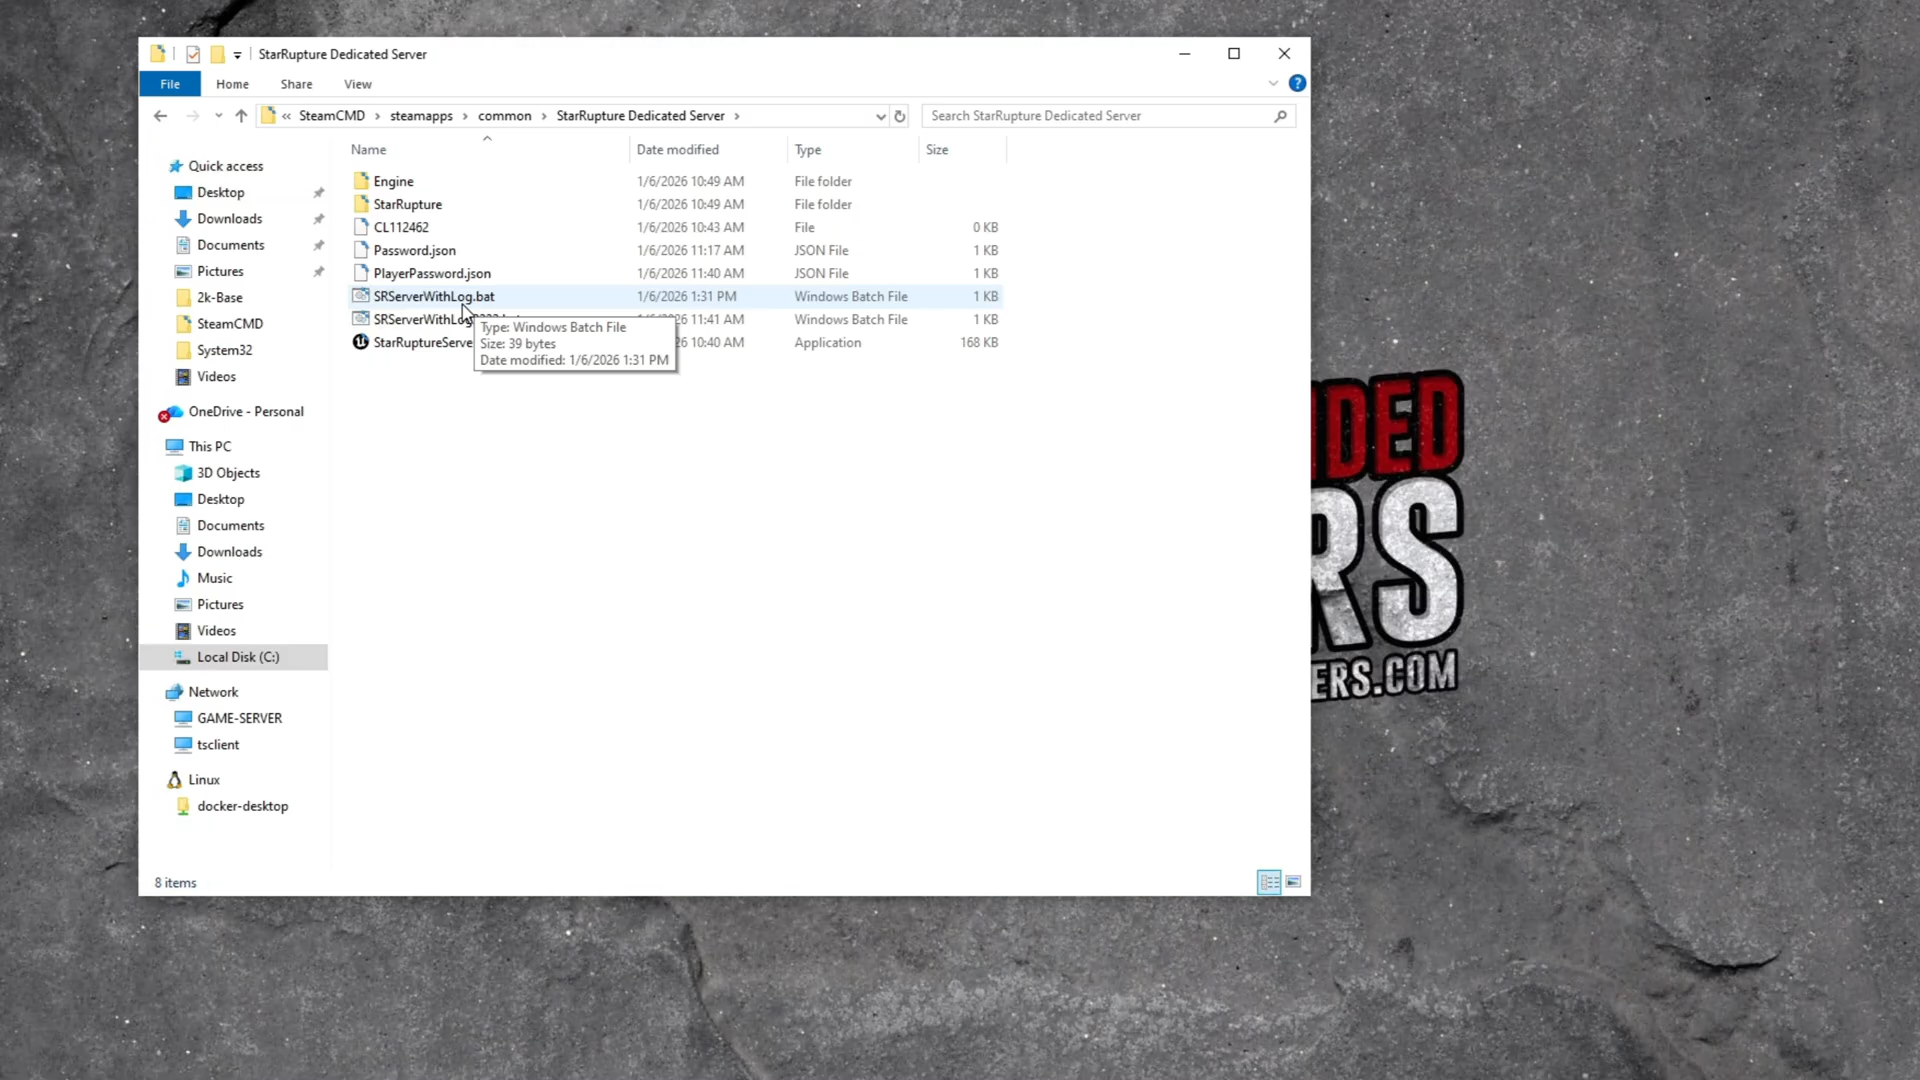 StarRupture Dedicated Server
File Home Share View
« SteamCMD › steamapps › common › StarRupture Dedicated Server ›
Search StarRupture Dedicated Server
Name Date modified Type Size
Quick access
Desktop
Downloads
Documents
Pictures
2k-Base
SteamCMD
System32
Videos
OneDrive - Personal
This PC
3D Objects
Desktop
Documents
Downloads
Music
Pictures
Videos
Local Disk (C:)
Network
GAME-SERVER
tsclient
Linux
docker-desktop
Engine 1/6/2026 10:49 AM File folder
StarRupture 1/6/2026 10:49 AM File folder
CL112462 1/6/2026 10:43 AM File 0 KB
Password.json 1/6/2026 11:17 AM JSON File 1 KB
PlayerPassword.json 1/6/2026 11:40 AM JSON File 1 KB
SRServerWithLog.bat 1/6/2026 1:31 PM Windows Batch File 1 KB
11:41 AM Windows Batch File 1 KB
10:40 AM Application 168 KB
Type: Windows Batch File
Size: 39 bytes
Date modified: 1/6/2026 1:31 PM
8 items
DED
RS
ERS.COM